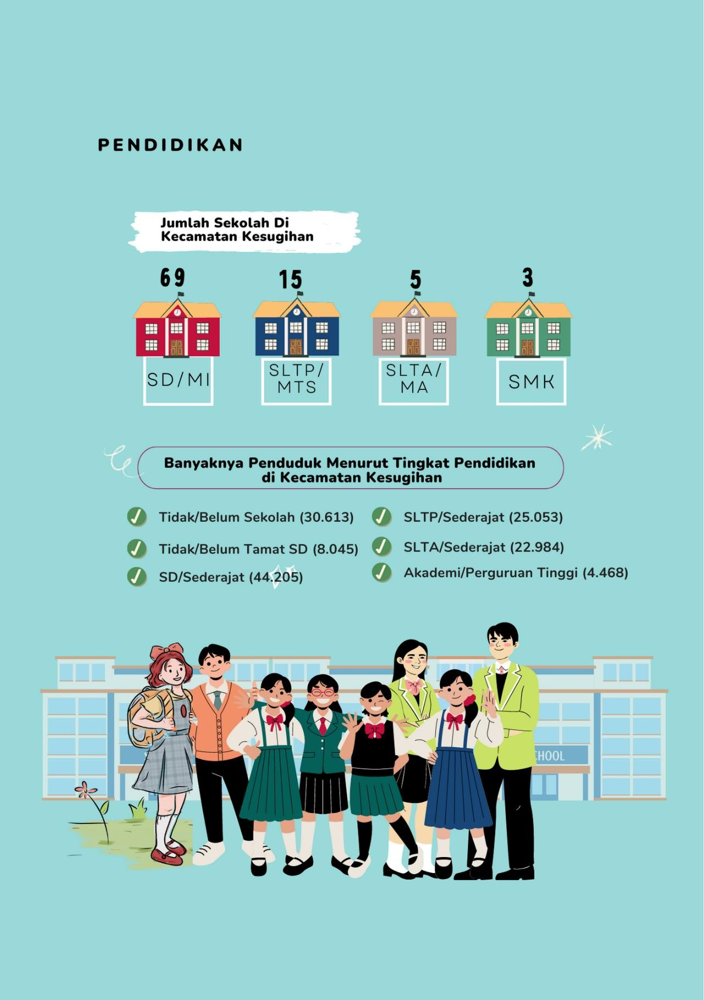 PENDIDIKAN
Jumlah Sekolah Di
Kecamatan Kesugihan
69
15
5
3
SD/MI
SLTP/
MTS
SLTA/
MA
SMK
Banyaknya Penduduk Menurut Tingkat Pendidikan
di Kecamatan Kesugihan
Tidak/Belum Sekolah (30.613)
Tidak/Belum Tamat SD (8.045)
SD/Sederajat (44.205)
SLTP/Sederajat (25.053)
SLTA/Sederajat (22.984)
Akademi/Perguruan Tinggi (4.468)